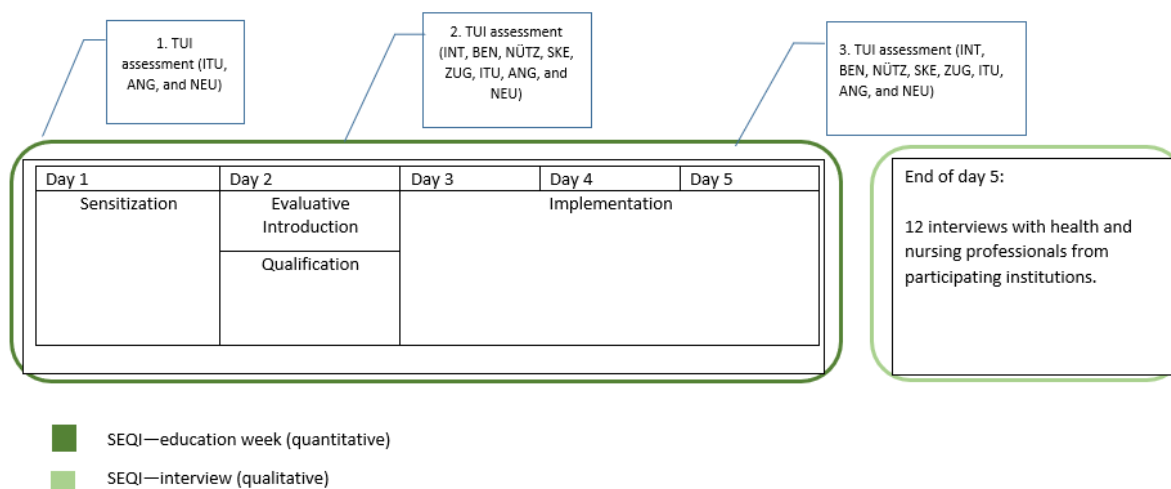 1. TUI
assessment (ITU,
ANG, and NEU)
2. TUI assessment
(INT, BEN, NÜTZ, SKE,
ZUG, ITU, ANG, and
NEU)
3. TUI assessment (INT,
BEN, NÜTZ, SKE, ZUG, ITU,
ANG, and NEU)
Day 1
Day 2
Day 3
Day 4
Day 5
Sensitization
Evaluative
Introduction
Qualification
Implementation
End of day 5:
12 interviews with health and
nursing professionals from
participating institutions.
SEQI—education week (quantitative)
SEQI—interview (qualitative)